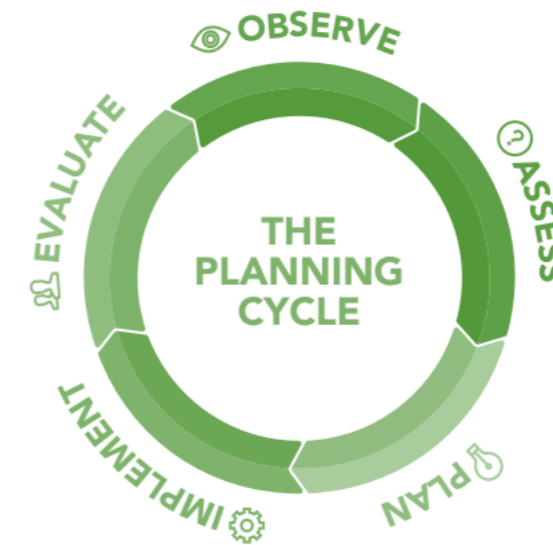 OBSERVE
ASSESS
PLAN
IMPLEMENT
EVALUATE
THE
PLANNING
CYCLE